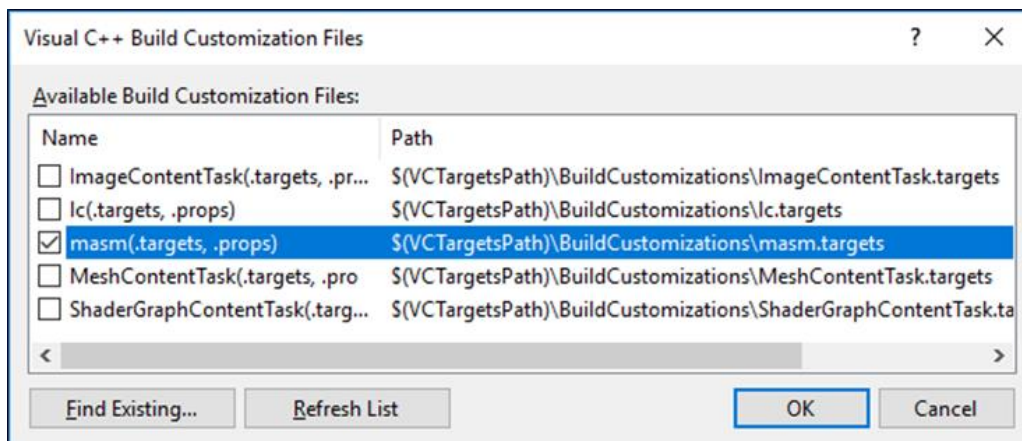 Visual C++ Build Customization Files ? ×
Available Build Customization Files:
Name Path
ImageContentTask(.targets, .pr... $(VCTargetsPath)\BuildCustomizations\ImageContentTask.targets
lc(.targets, .props) $(VCTargetsPath)\BuildCustomizations\lc.targets
masm(.targets, .props) $(VCTargetsPath)\BuildCustomizations\masm.targets
MeshContentTask(.targets, .pro $(VCTargetsPath)\BuildCustomizations\MeshContentTask.targets
ShaderGraphContentTask(.targ... $(VCTargetsPath)\BuildCustomizations\ShaderGraphContentTask.ta
Find Existing... Refresh List OK Cancel